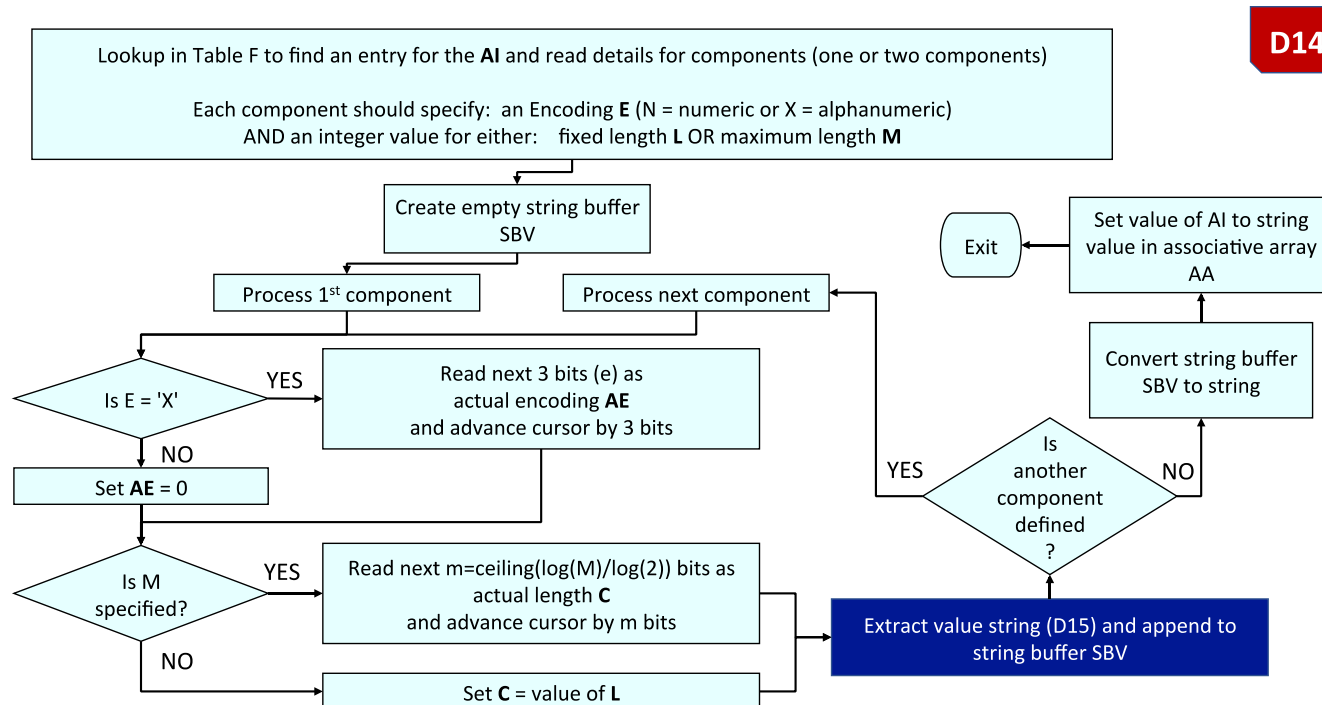 D14
Lookup in Table F to find an entry for the AI and read details for components (one or two components)
Each component should specify: an Encoding E (N = numeric or X = alphanumeric)
AND an integer value for either: fixed length L OR maximum length M
Create empty string buffer
SBV
Process 1st component
Process next component
Exit
Set value of AI to string
value in associative array
AA
Is E = 'X'
YES
Read next 3 bits (e) as
actual encoding AE
and advance cursor by 3 bits
Convert string buffer
SBV to string
NO
Set AE = 0
YES
Is
another
component
defined
?
NO
Is M
specified?
YES
Read next m=ceiling(log(M)/log(2)) bits as
actual length C
and advance cursor by m bits
Extract value string (D15) and append to
string buffer SBV
NO
Set C = value of L